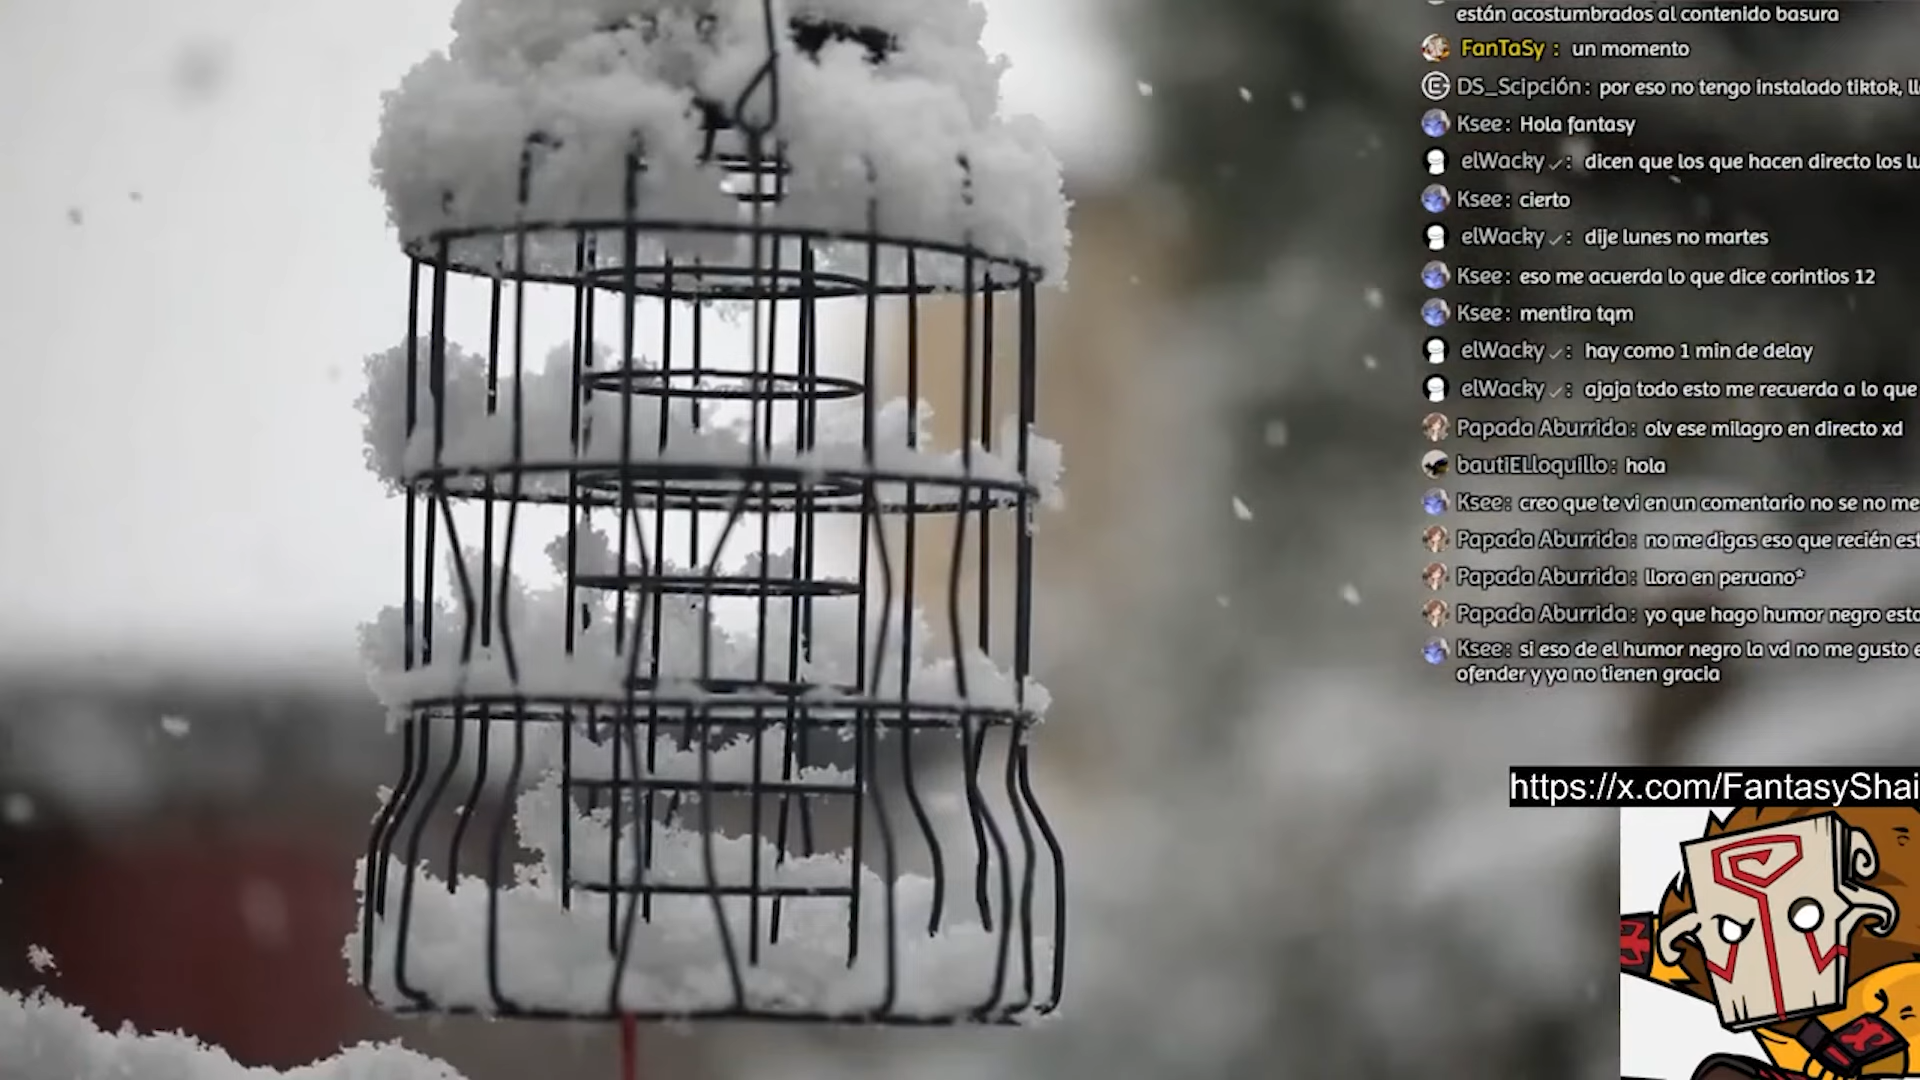 están acostumbrados al contenido basura
FanTaSy : un momento
DS_Scipción : por eso no tengo instalado tiktok,
Ksee : Hola fantasy
elWacky : dicen que los que hacen directo los
Ksee : cierto
elWacky : dije lunes no martes
Ksee : eso me acuerda lo que dice corintios 12
Ksee : mentira tqm
elWacky : hay como 1 min de delay
elWacky : ajaja todo esto me recuerda a lo que
Papada Aburrida : olv ese milagro en directo xd
bautiELloquillo : hola
Ksee : creo que te vi en un comentario no se no me
Papada Aburrida : no me digas eso que recién
Papada Aburrida : llora en peruano*
Papada Aburrida : yo que hago humor negro
Ksee : si eso de el humor negro la vd no me gusto
ofender y ya no tienen gracia
https://x.com/FantasyShai